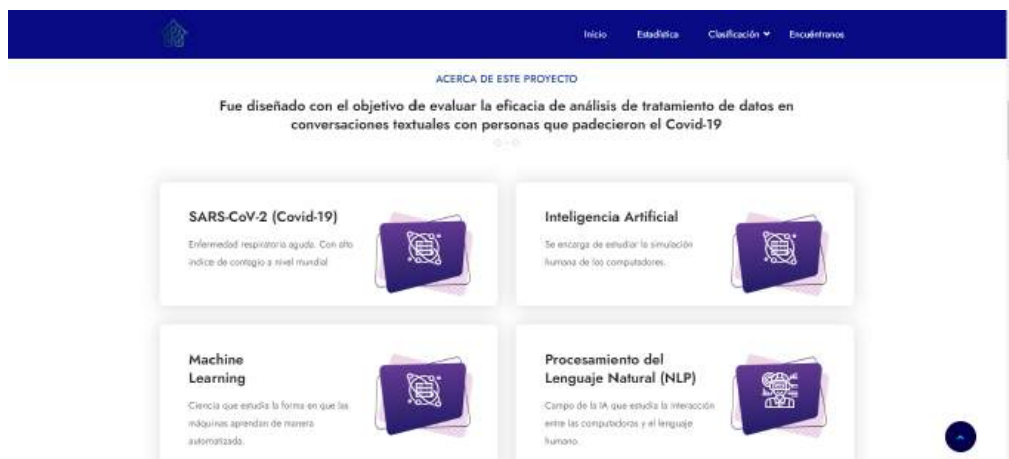 Inicio Estadística Clasificación Encuéntranos
ACERCA DE ESTE PROYECTO
Fue diseñado con el objetivo de evaluar la eficacia de análisis de tratamiento de datos en
conversaciones textuales con personas que padecieron el Covid-19
SARS-CoV-2 (Covid-19)
Enfermedad respiratoria aguda. Con alto
indice de contagio a nivel mundial
Inteligencia Artificial
Se encarga de estudiar la simulación
humana de los computadores.
Machine
Learning
Ciencia que estudia la forma en que las
máquinas aprendan de manera
automatizada.
Procesamiento del
Lenguaje Natural (NLP)
Campo de la IA que estudia la interacción
entre las computadoras y el lenguaje
humano.